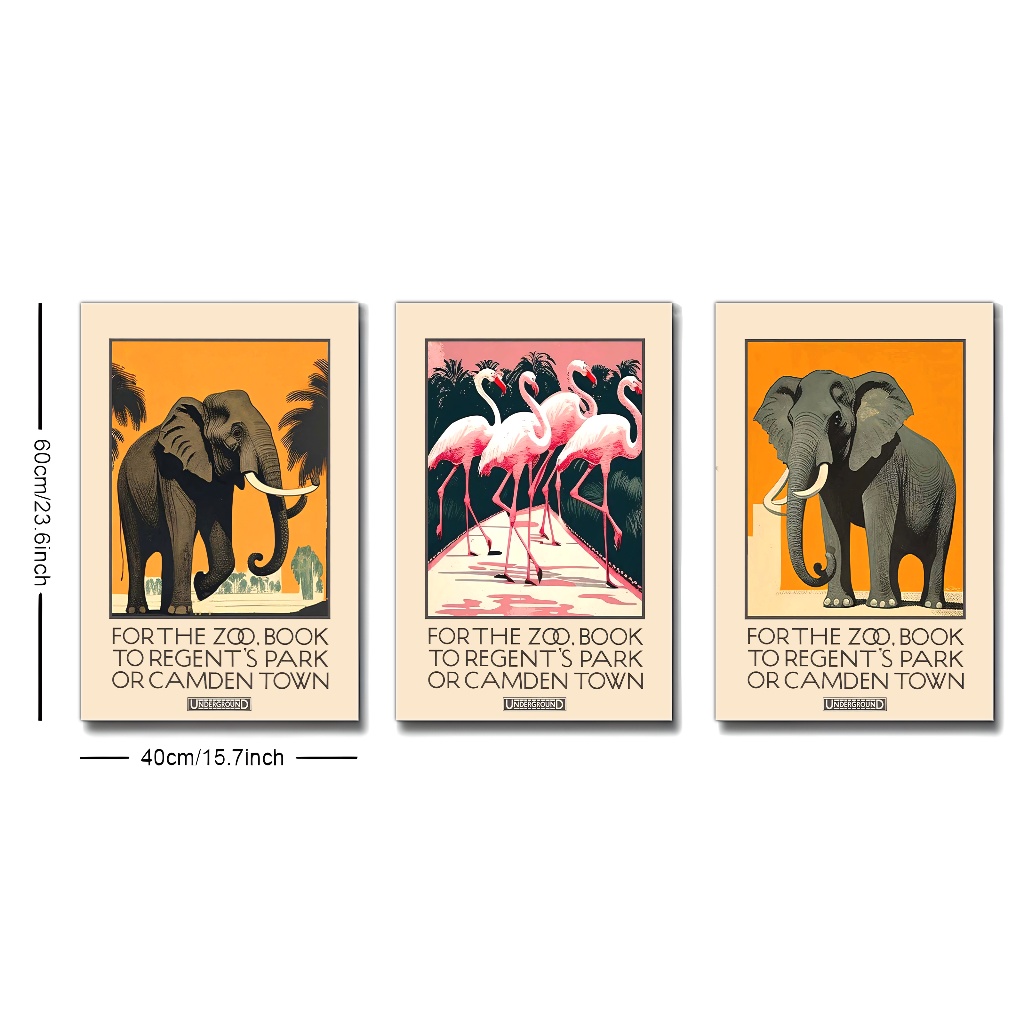 60cm/23.6inch
FOR THE ZOO, BOOK
TO REGENT'S PARK
OR CAMDEN TOWN
UNDERGROUND
FOR THE ZOO, BOOK
TO REGENT'S PARK
OR CAMDEN TOWN
UNDERGROUND
FOR THE ZOO, BOOK
TO REGENT'S PARK
OR CAMDEN TOWN
UNDERGROUND
40cm/15.7inch